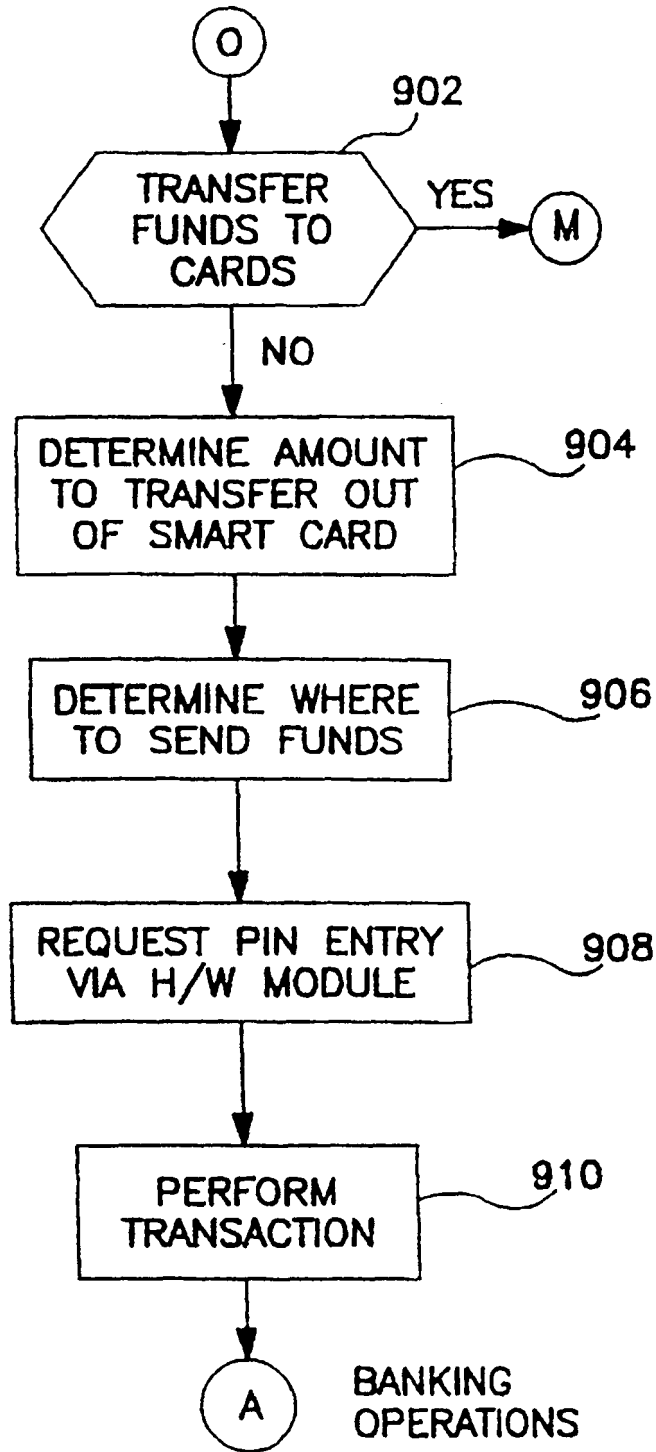 O
902
TRANSFER
FUNDS TO
CARDS
YES
M
NO
DETERMINE AMOUNT
TO TRANSFER OUT
OF SMART CARD
904
DETERMINE WHERE
TO SEND FUNDS
906
REQUEST PIN ENTRY
VIA H/W MODULE
908
PERFORM
TRANSACTION
910
A
BANKING
OPERATIONS